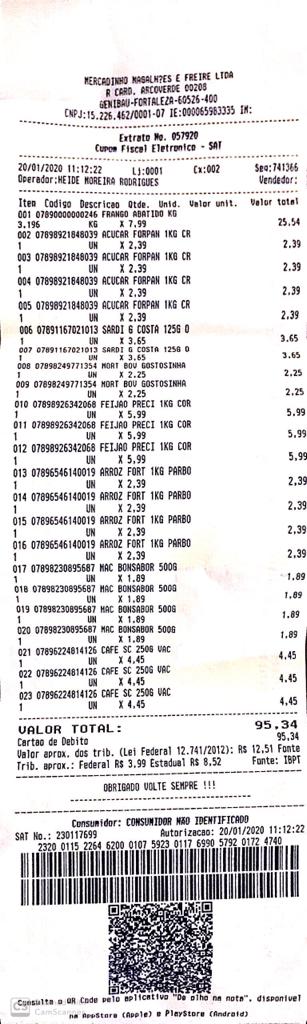 MERCADINHO MAGALH?ES E FREIRE LTDA
R CARD. ARCOVERDE 00208
GENIBAU-FORTALEZA-60526-400
CNPJ:15.226.462/0001-07 IE:000065983335 IM:
Extrato No. 057920
Cupom Fiscal Eletronico - SAT
20/01/2020 11:12:22 Lj:0001 Cx:002 Seq:741366
Operador:HEIDE MOREIRA RODRIGUES Vendedor:
Item Codigo Descricao Qtde. Unid. Valor unit. Valor total
001 07890000000246 FRANGO ABATIDO KG
3.196 KG X 7,99 25.54
002 07898921848039 ACUCAR FORPAN 1KG CR
1 UN X 2,39 2.39
003 07898921848039 ACUCAR FORPAN 1KG CR
1 UN X 2,39 2.39
004 07898921848039 ACUCAR FORPAN 1KG CR
1 UN X 2,39 2.39
005 07898921848039 ACUCAR FORPAN 1KG CR
1 UN X 2,39 2.39
006 07891167021013 SARDI G COSTA 125G O
1 UN X 3.65 3.65
007 07891167021013 SARDI G COSTA 125G O
1 UN X 3.65 3.65
008 07898249771354 MORT BOV GOSTOSINHA
1 UN X 2.25 2.25
009 07898249771354 MORT BOV GOSTOSINHA
1 UN X 2.25 2.25
010 07898926342068 FEIJAO PRECI 1KG COR
1 UN X 5,99 5,99
011 07898926342068 FEIJAO PRECI 1KG COR
1 UN X 5,99 5,99
012 07898926342068 FEIJAO PRECI 1KG COR
1 UN X 5,99 5,99
013 07896546140019 ARROZ FORT 1KG PARBO
1 UN X 2,39 2,39
014 07896546140019 ARROZ FORT 1KG PARBO
1 UN X 2,39 2,39
015 07896546140019 ARROZ FORT 1KG PARBO
1 UN X 2,39 2,39
016 07896546140019 ARROZ FORT 1KG PARBO
1 UN X 2.39 2,39
017 07898230895687 MAC BONSABOR 500G
1 UN X 1.89 1.89
018 07898230895687 MAC BONSABOR 500G
1 UN X 1.89 1.89
019 07898230895687 MAC BONSABOR 500G
1 UN X 1.89 1.89
020 07898230895687 MAC BONSABOR 500G
1 UN X 1.89 1.89
021 07896224814126 CAFE SC 250G VAC
1 UN X 4,45 4.45
022 07896224814126 CAFE SC 250G VAC
1 UN X 4,45 4,45
023 07896224814126 CAFE SC 250G VAC
1 UN X 4,45 4,45
VALOR TOTAL: 95,34
Cartao de Debito 95,34
Valor aprox. dos trib. (Lei Federal 12.741/2012): R$ 12,51 Fonte
Trib. aprox.: Federal R$ 3,99 Estadual R$ 8,52 Fonte: IBPT
OBRIGADO VOLTE SEMPRE !!!
Consumidor: CONSUMIDOR NÃO IDENTIFICADO
SAT No.: 230117699 Autorizacao: 20/01/2020 11:12:22
2320 0115 2264 6200 0107 5923 0117 6990 5792 0172 4740
Consulte o QR Code pelo aplicativo "De olho na nota", disponivel
na AppStore (Apple) e PlayStore (Android)
CS CamScanner